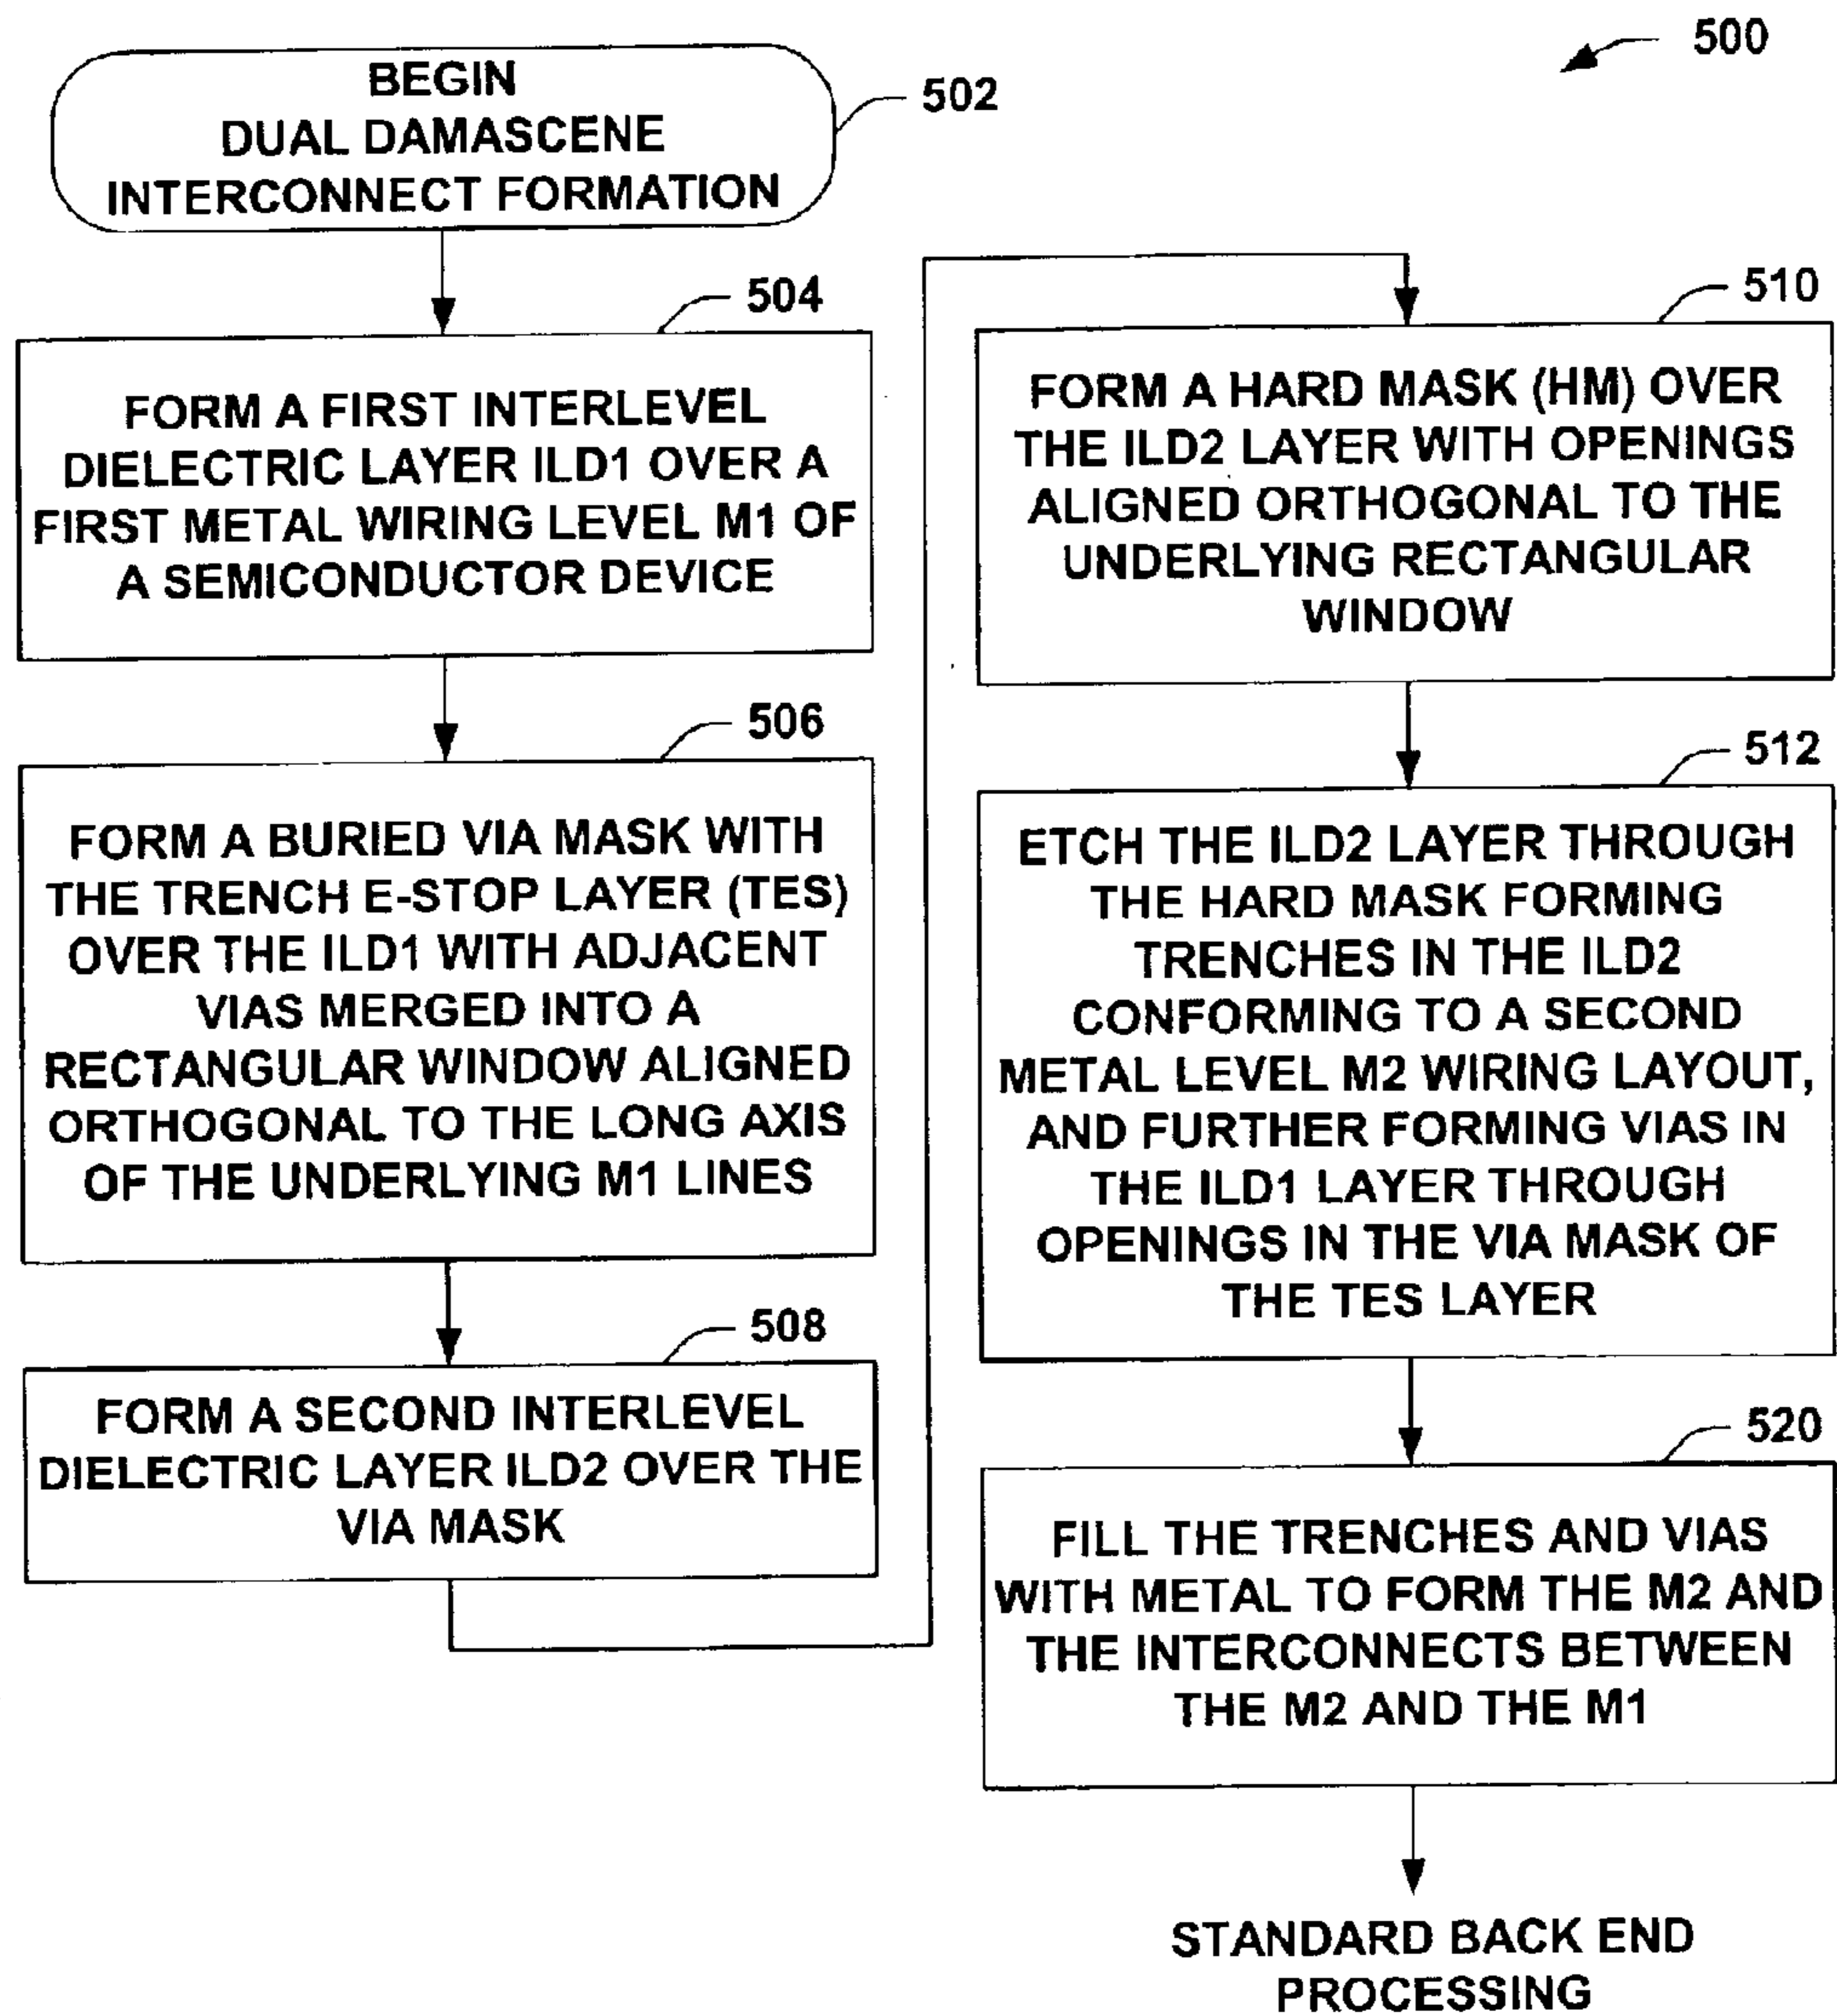 500
BEGIN
DUAL DAMASCENE
INTERCONNECT FORMATION
502
504
FORM A FIRST INTERLEVEL
DIELECTRIC LAYER ILD1 OVER A
FIRST METAL WIRING LEVEL M1 OF
A SEMICONDUCTOR DEVICE
506
FORM A BURIED VIA MASK WITH
THE TRENCH E-STOP LAYER (TES)
OVER THE ILD1 WITH ADJACENT
VIAS MERGED INTO A
RECTANGULAR WINDOW ALIGNED
ORTHOGONAL TO THE LONG AXIS
OF THE UNDERLYING M1 LINES
508
FORM A SECOND INTERLEVEL
DIELECTRIC LAYER ILD2 OVER THE
VIA MASK
510
FORM A HARD MASK (HM) OVER
THE ILD2 LAYER WITH OPENINGS
ALIGNED ORTHOGONAL TO THE
UNDERLYING RECTANGULAR
WINDOW
512
ETCH THE ILD2 LAYER THROUGH
THE HARD MASK FORMING
TRENCHES IN THE ILD2
CONFORMING TO A SECOND
METAL LEVEL M2 WIRING LAYOUT,
AND FURTHER FORMING VIAS IN
THE ILD1 LAYER THROUGH
OPENINGS IN THE VIA MASK OF
THE TES LAYER
520
FILL THE TRENCHES AND VIAS
WITH METAL TO FORM THE M2 AND
THE INTERCONNECTS BETWEEN
THE M2 AND THE M1
STANDARD BACK END
PROCESSING